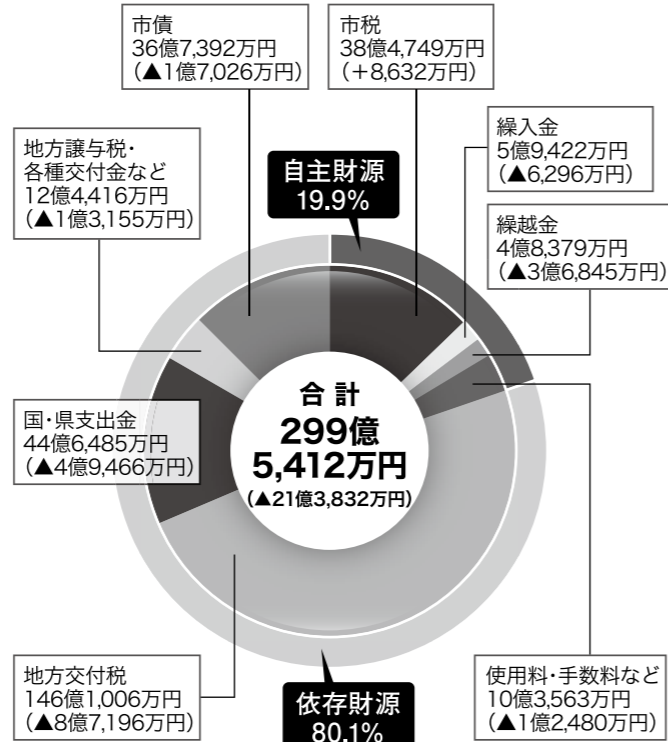 市債
36億7,392万円
（▲1億7,026万円）
市税
38億4,749万円
（+8,632万円）
繰入金
5億9,422万円
（▲6,296万円）
地方譲与税・
各種交付金など
12億4,416万円
（▲1億3,155万円）
自主財源
19.9%
繰越金
4億8,379万円
（▲3億6,845万円）
合計
299億
5,412万円
（▲21億3,832万円）
国・県支出金
44億6,485万円
（▲4億9,466万円）
地方交付税
146億1,006万円
（▲8億7,196万円）
依存財源
80.1%
使用料・手数料など
10億3,563万円
（▲1億2,480万円）